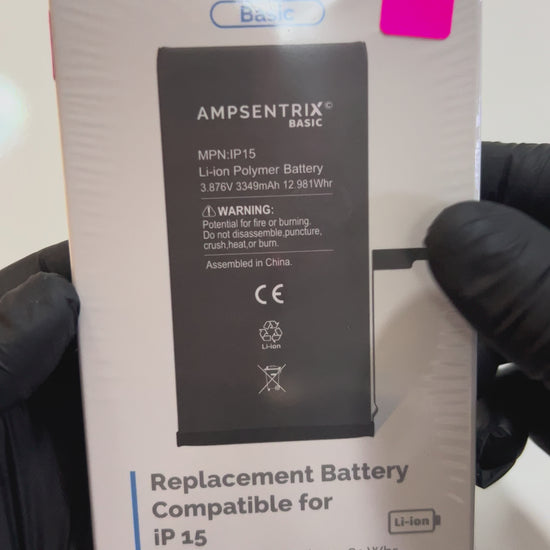 Basic
AMPSENTRIX©
BASIC
MPN:IP15
Li-ion Polymer Battery
3.876V 3349mAh 12.981Whr
WARNING:
Potential for fire or burning.
Do not disassemble,puncture,
crush,heat,or burn.
Assembled in China.
CE
Li-ion
Replacement Battery
Compatible for
iP 15
Li-ion